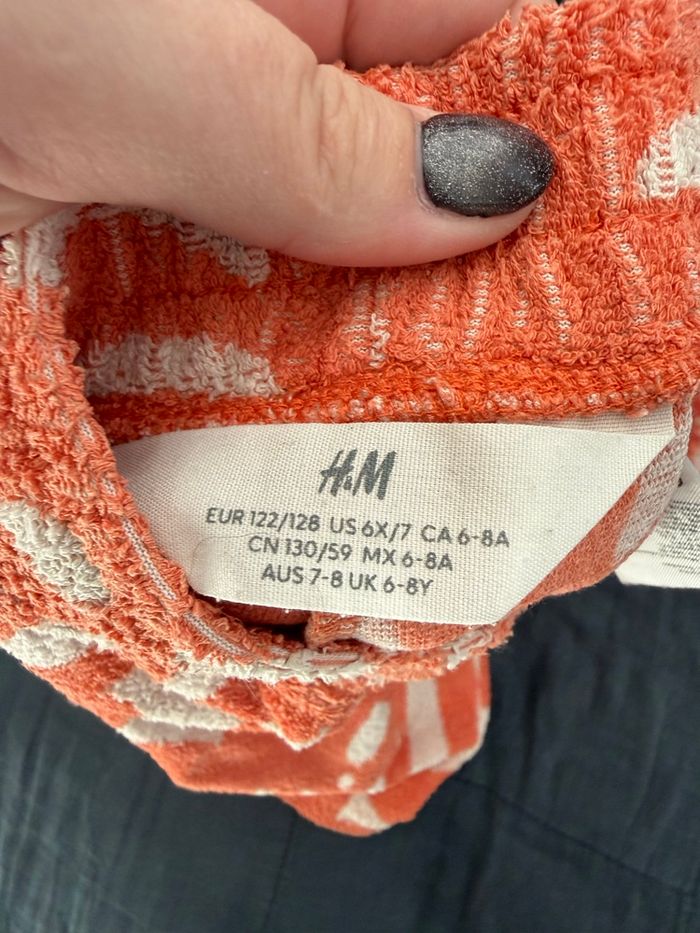 H&M
EUR 122/128 US 6X/7 CA 6-8A
CN 130/59 MX 6-8A
AUS 7-8 UK 6-8Y